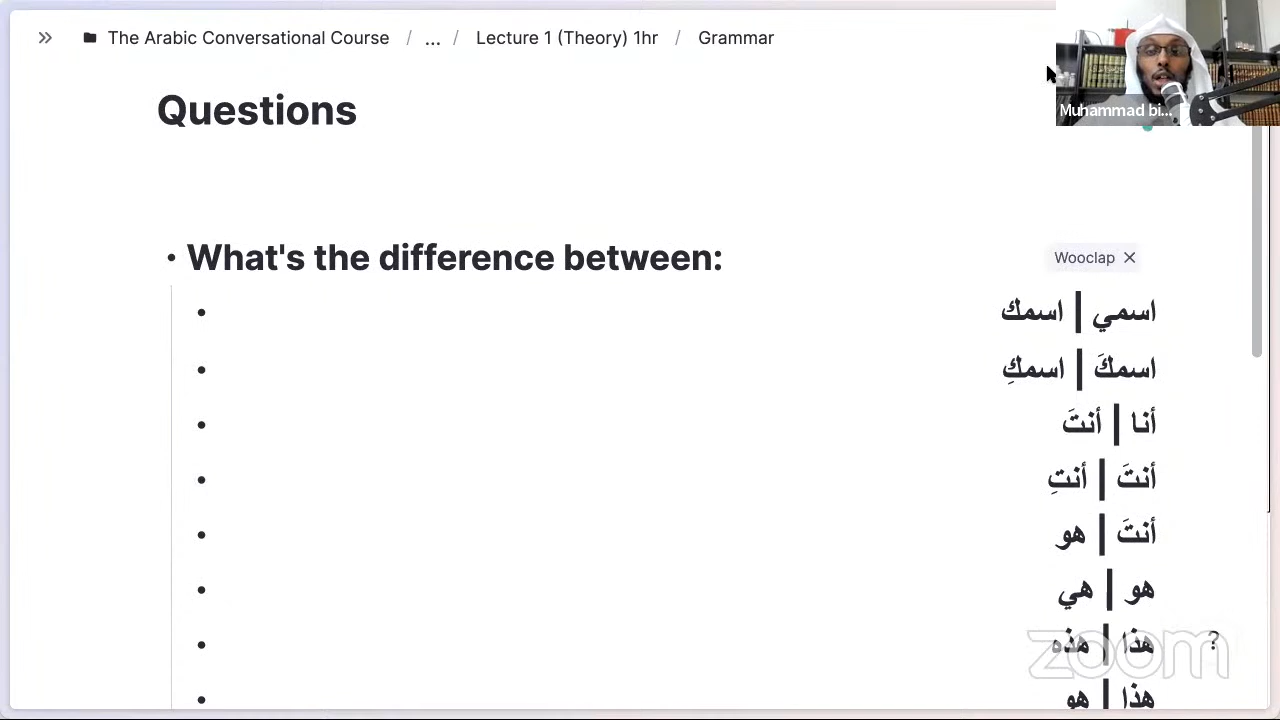 The Arabic Conversational Course / ... / Lecture 1 (Theory) 1hr / Grammar
Muhammad bi...
Questions
• What's the difference between:
Wooclap ✕
اسمي | اسمك
اسمكَ | اسمكِ
أنا | أنتَ
أنتَ | أنتِ
أنتَ | هو
هو | هي
هذا | هذه
?
zoom
هذا | هو